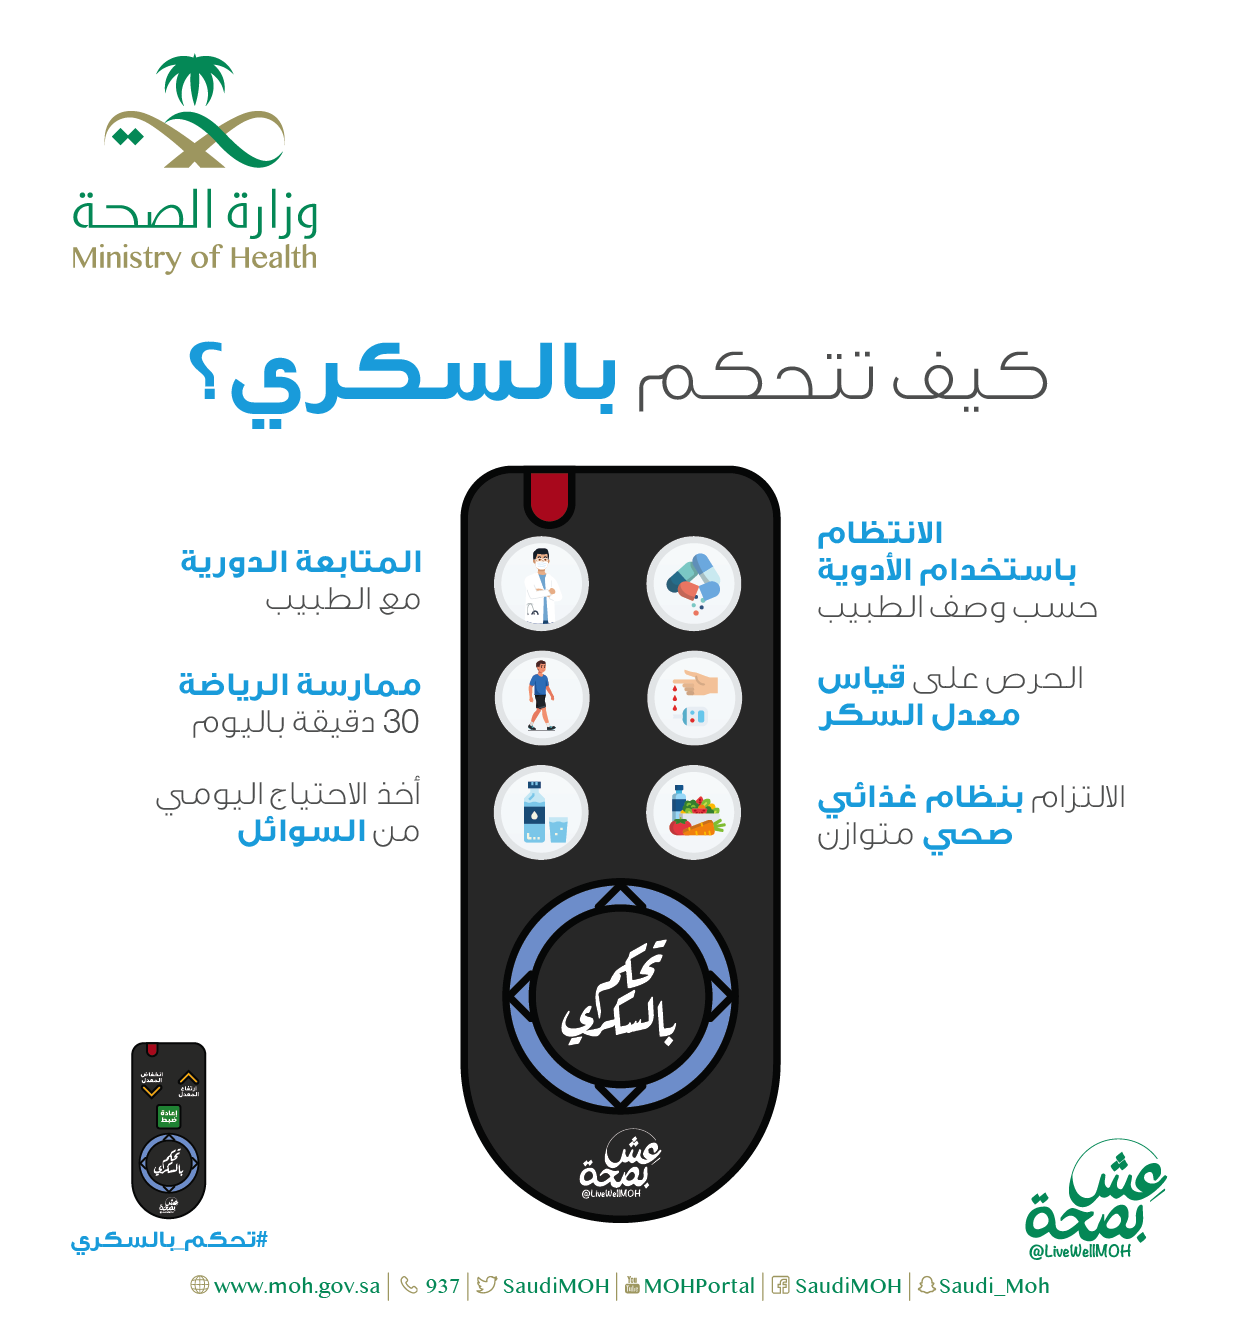 وزارة الصحة
Ministry of Health
كيف تتحكم بالسكري؟
الانتظام
باستخدام الأدوية
حسب وصف الطبيب
المتابعة الدورية
مع الطبيب
الحرص على قياس
معدل السكر
ممارسة الرياضة
30 دقيقة باليوم
الالتزام بنظام غذائي
صحي متوازن
أخذ الاحتياج اليومي
من السوائل
تحكم
بالسكري
عش
بصحة
@LiveWellMOH
انخفاض
المعدل
ارتفاع
المعدل
إعادة
ضبط
تحكم
بالسكري
عش
بصحة
#تحكم_بالسكري
عش
بصحة
@LiveWellMOH
www.moh.gov.sa | 937 | SaudiMOH | MOHPortal | SaudiMOH | Saudi_Moh